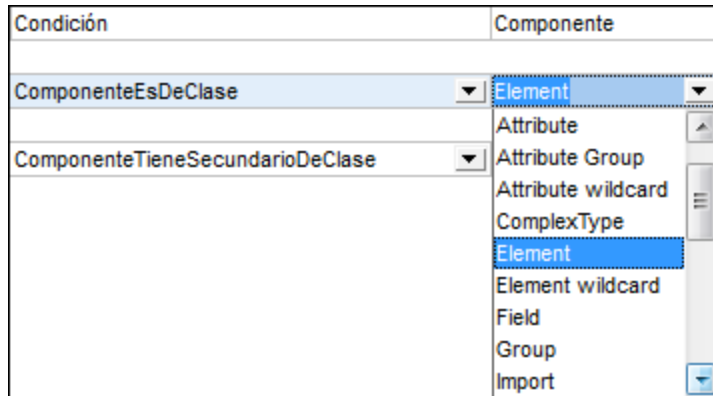 Condición Componente
ComponenteEsDeClase Element
Attribute
ComponenteTieneSecundarioDeClase Attribute Group
Attribute wildcard
ComplexType
Element
Element wildcard
Field
Group
Import